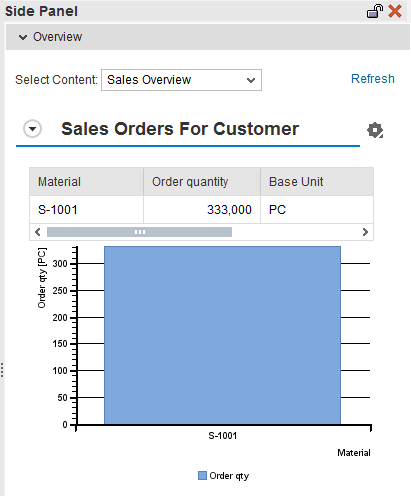 Side Panel
Overview
Select Content: Sales Overview
Refresh
Sales Orders For Customer
Material Order quantity Base Unit
S-1001 333,000 PC
Order qty [PC]
300
250
200
150
100
50
0
S-1001
Material
Order qty